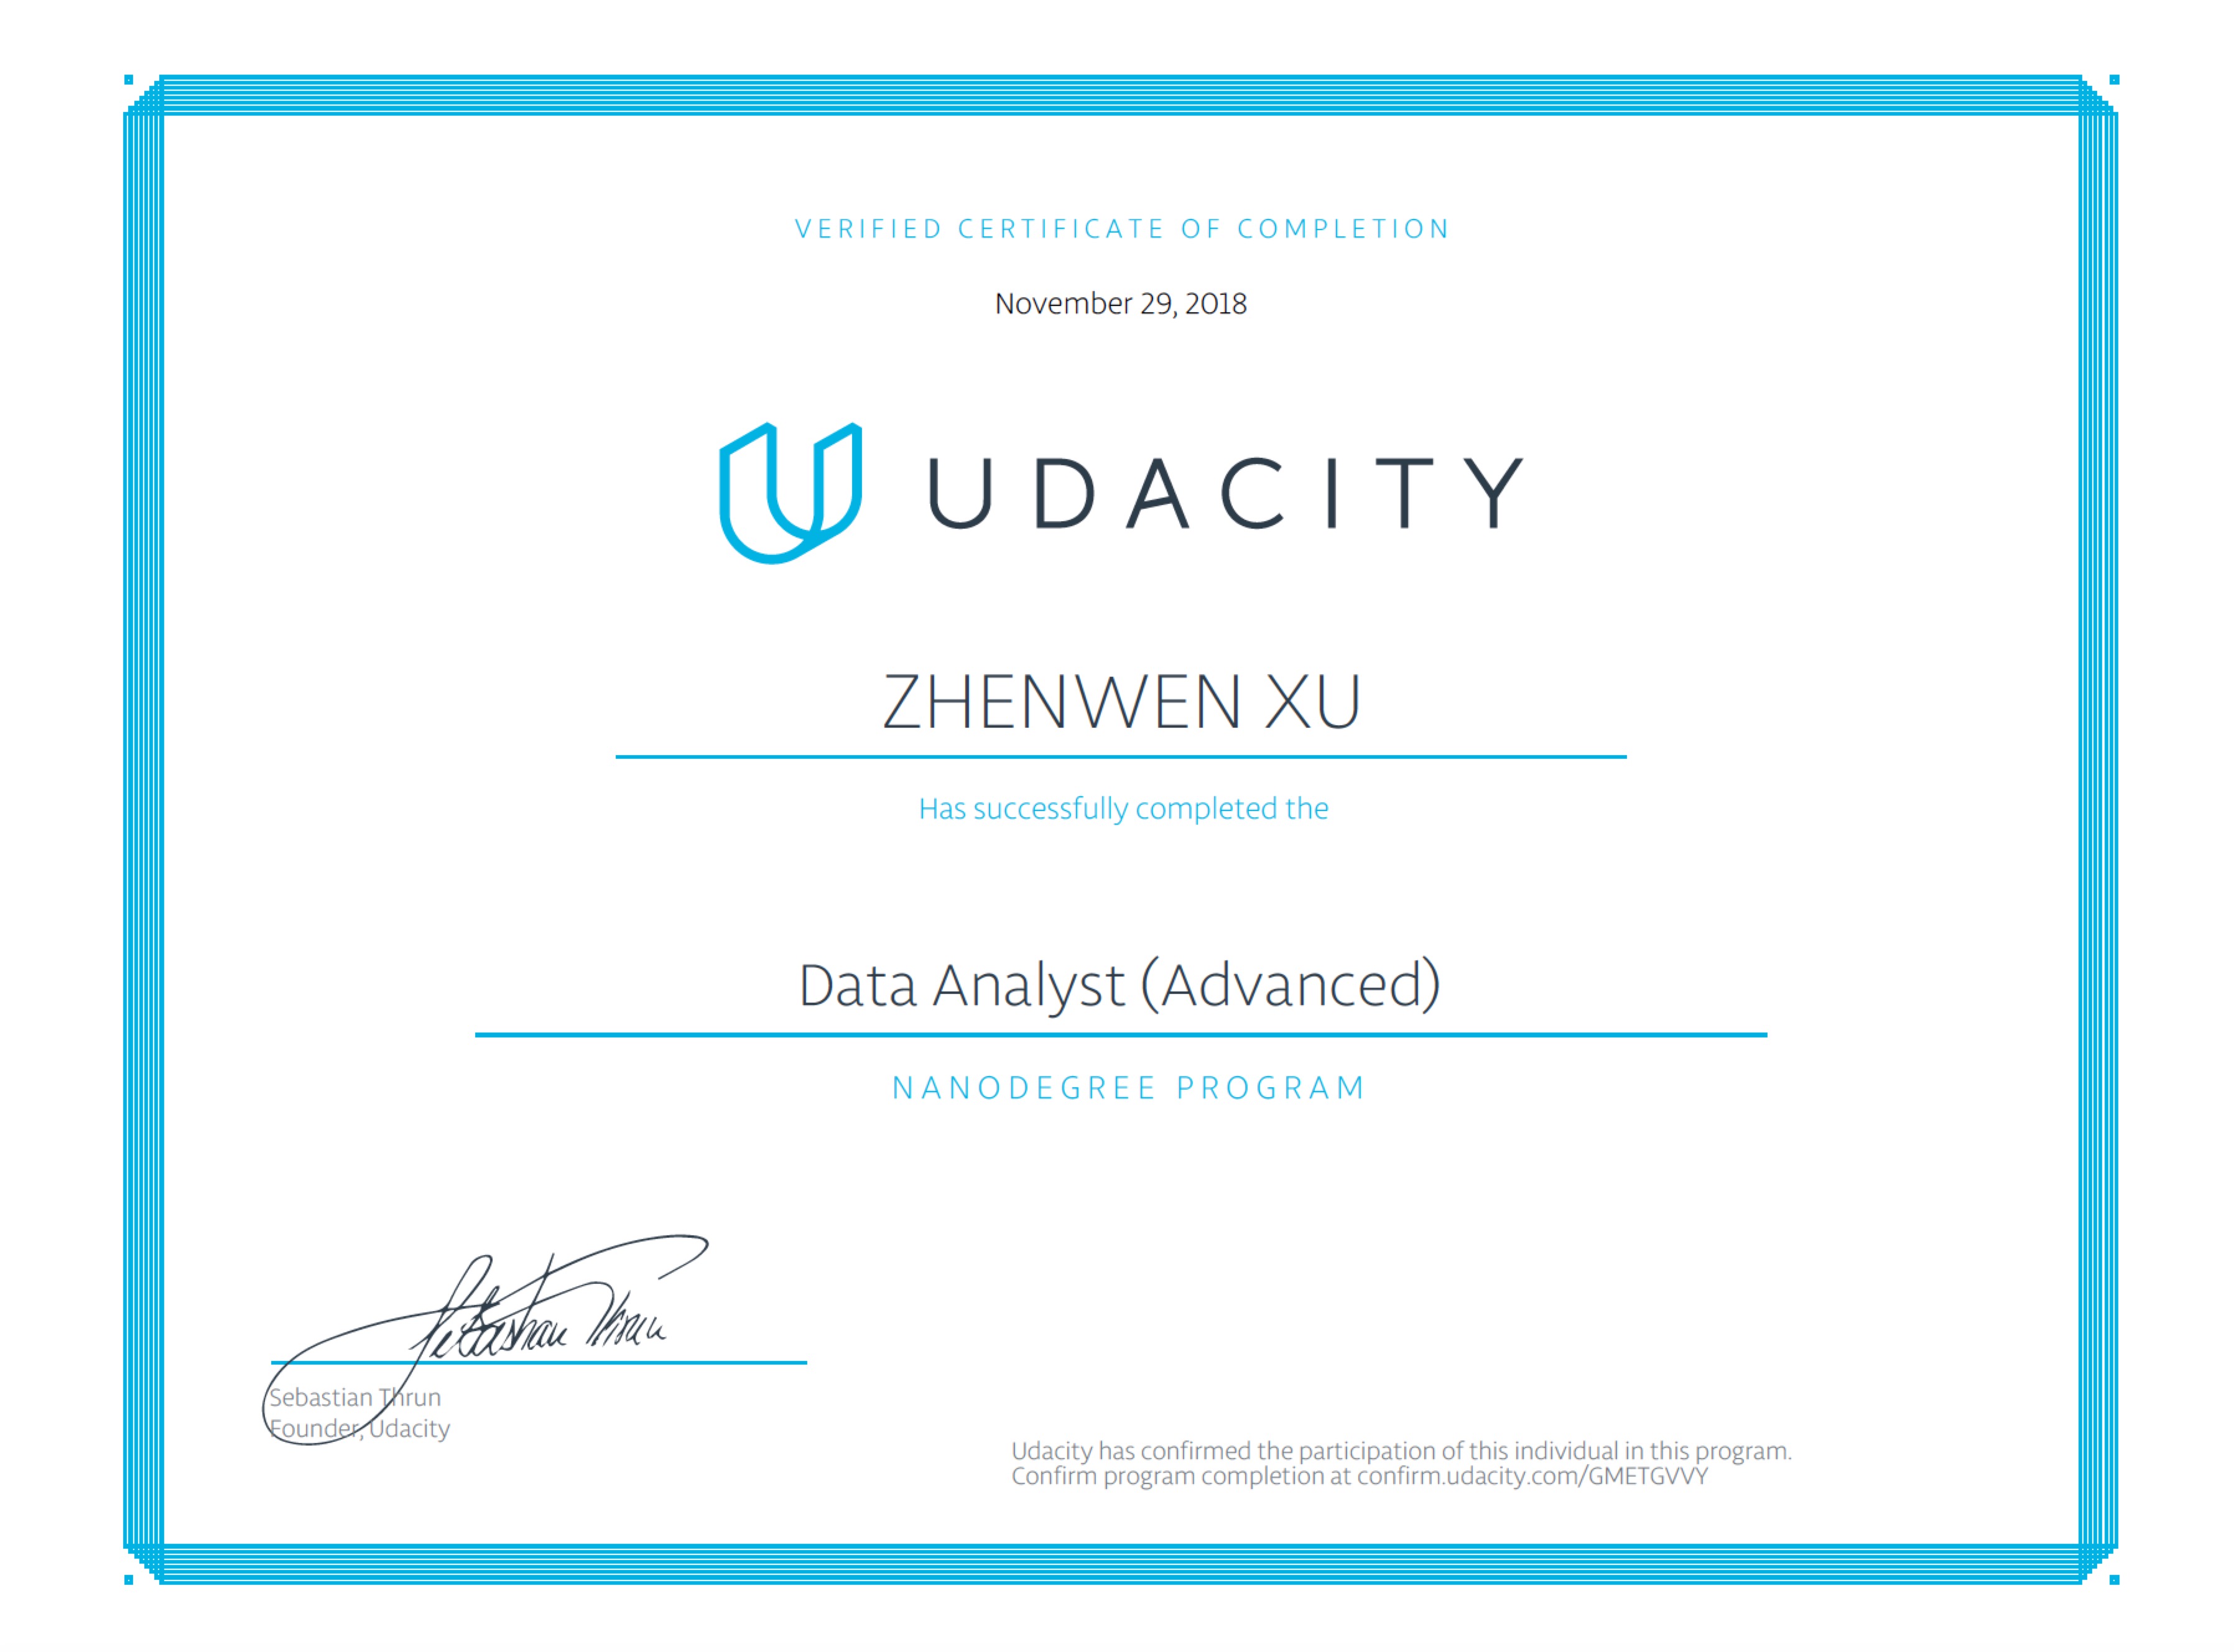 VERIFIED CERTIFICATE OF COMPLETION
November 29, 2018
UDACITY
ZHENWEN XU
Has successfully completed the
Data Analyst (Advanced)
NANODEGREE PROGRAM
Sebastian Thrun
Sebastian Thrun
Founder, Udacity
Udacity has confirmed the participation of this individual in this program.
Confirm program completion at confirm.udacity.com/GMETGVVY